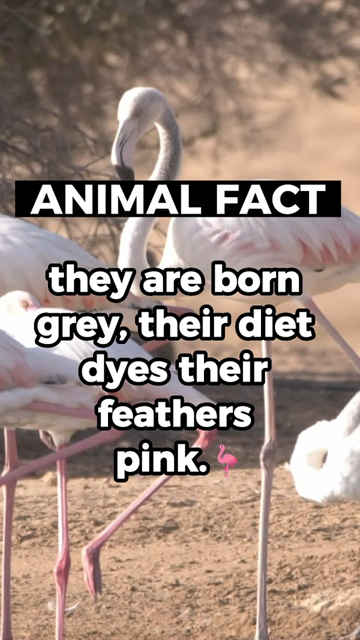 ANIMAL FACT
they are born
grey, their diet
dyes their
feathers
pink.🦩